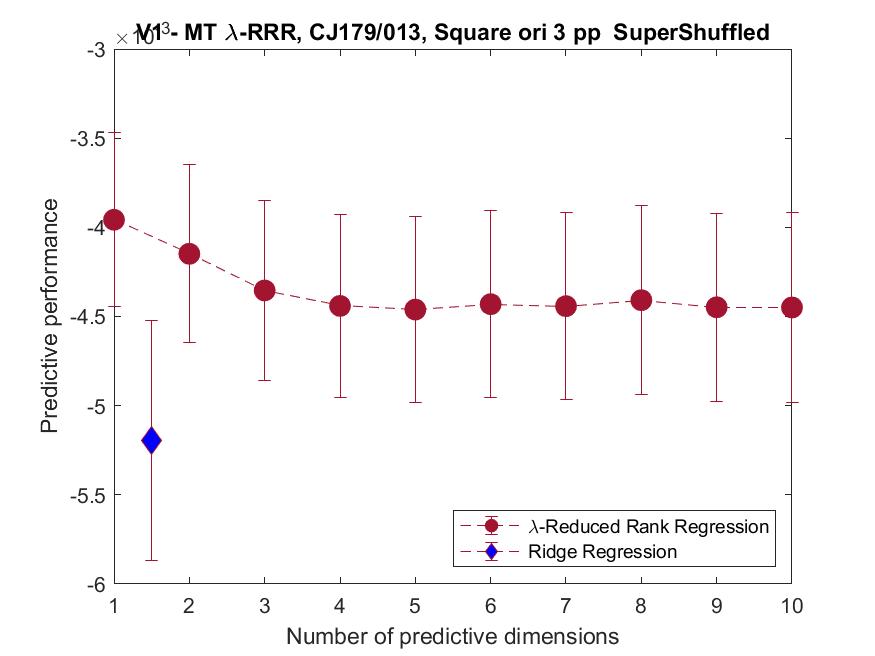 V1 - MT λ-RRR, CJ179/013, Square ori 3 pp  SuperShuffled
-3
-3.5
-4
-4.5
-5
-5.5
-6
Predictive performance
λ-Reduced Rank Regression
Ridge Regression
1 2 3 4 5 6 7 8 9 10
Number of predictive dimensions